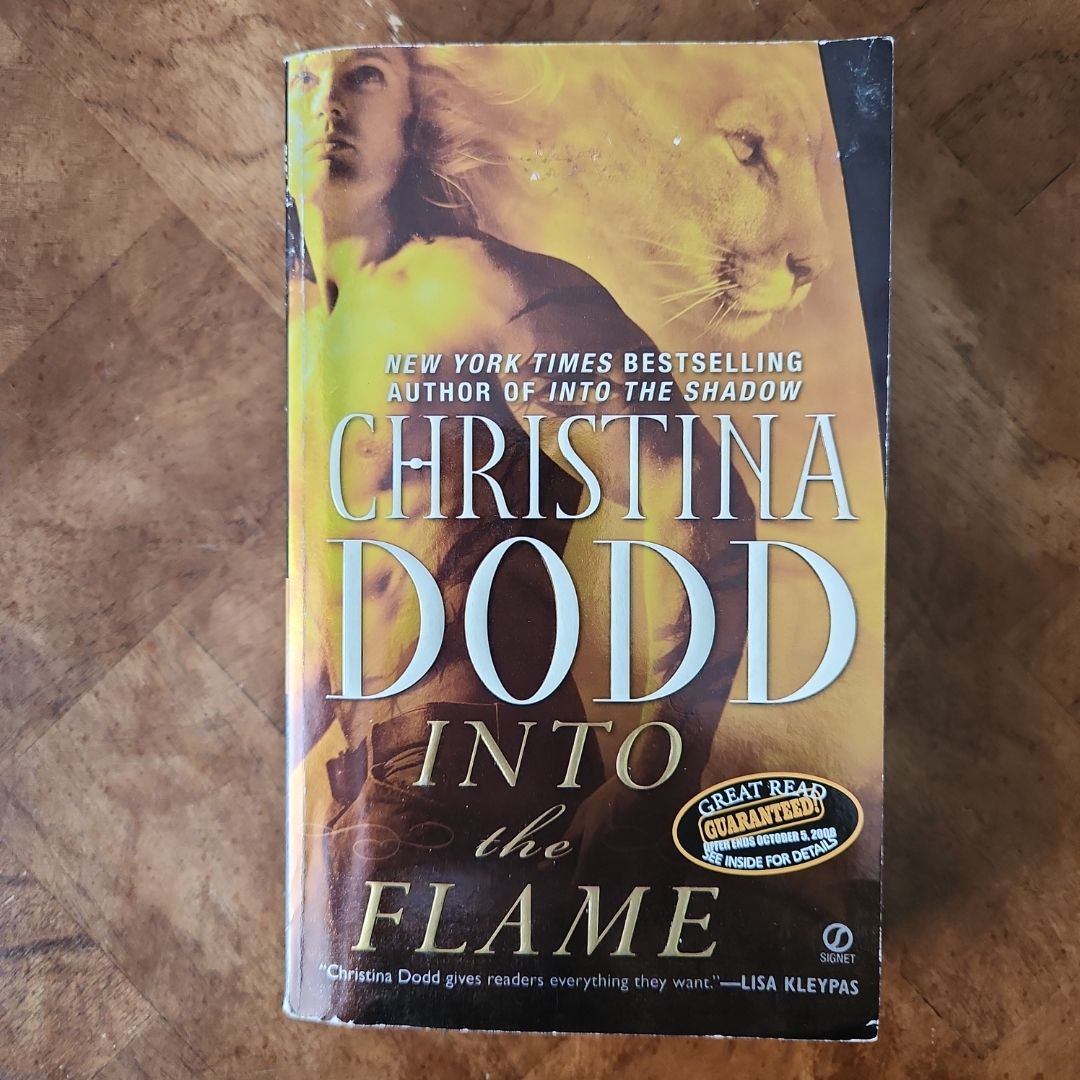 NEW YORK TIMES BESTSELLING
AUTHOR OF INTO THE SHADOW
CHRISTINA
DODD
INTO
the
FLAME
GREAT READ
GUARANTEED!
OFFER ENDS OCTOBER 5, 2008
SEE INSIDE FOR DETAILS
SIGNET
"Christina Dodd gives readers everything they want."—LISA KLEYPAS